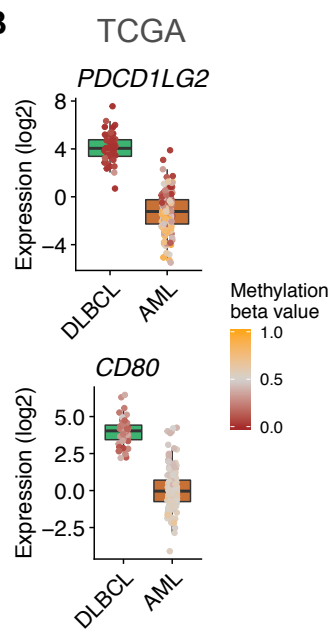 B
TCGA
PDCD1LG2
Expression (log2)
8
4
0
−4
DLBCL
AML
Methylation
beta value
1.0
0.5
0.0
CD80
Expression (log2)
5.0
2.5
0.0
−2.5
DLBCL
AML